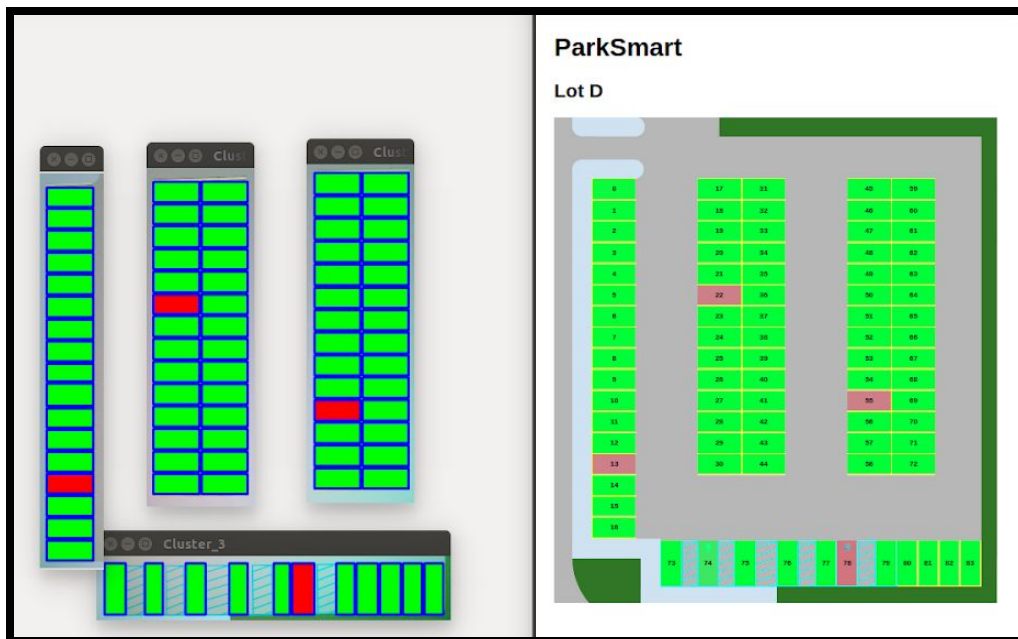 Clus
Clus
Cluster_3
ParkSmart
Lot D
0 17 31 45 59
1 18 32 46 60
2 19 33 47 61
3 20 34 48 62
4 21 35 49 63
5 22 36 50 64
6 23 37 51 65
7 24 38 52 66
8 25 39 53 67
9 26 40 54 68
10 27 41 55 69
11 28 42 56 70
12 29 43 57 71
13 30 44 58 72
14
15
16
73 74 75 76 77 78 79 80 81 82 83